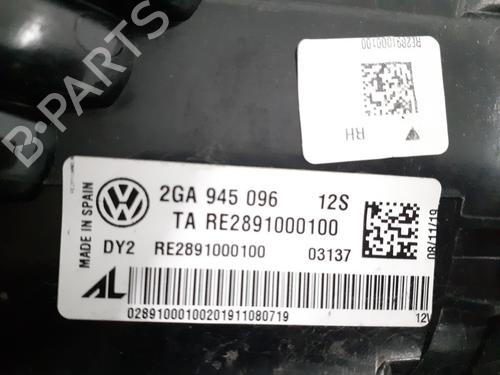 RE2891000100
RH
MADE IN SPAIN
2GA 945 096 12S
TA RE2891000100
DY2 RE2891000100 03137
08/11/19
AL
02891000100201911080719
12V
B-PARTS